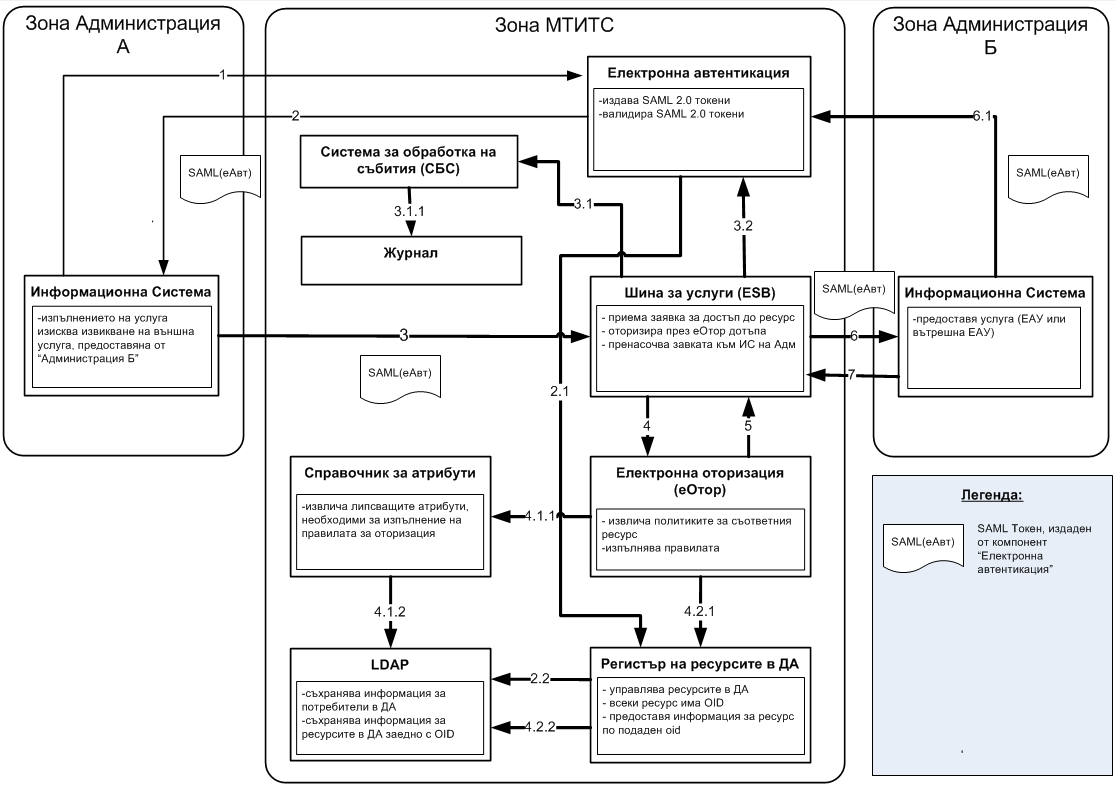 Зона Администрация
А
Зона МТИТС
Зона Администрация
Б
1
2
Електронна автентикация
-издава SAML 2.0 токени
-валидира SAML 2.0 токени
6.1
SAML(еАвт)
Система за обработка на
събития (СБС)
3.1
3.1.1
Журнал
3.2
SAML(еАвт)
Информационна Система
-изпълнението на услуга
изисква извикване на външна
услуга, предоставяна от
“Администрация Б”
3
SAML(еАвт)
Шина за услуги (ESB)
- приема заявка за достъп до ресурс
- оторизира през еОтор дотъпа
- пренасочва завката към ИС на Адм
SAML(еАвт)
6
7
Информационна Система
-предоставя услуга (ЕАУ или
вътрешна ЕАУ)
2.1
4
5
Справочник за атрибути
-извлича липсващите атрибути,
необходими за изпълнение на
правилата за оторизация
4.1.1
Електронна оторизация
(еОтор)
- извлича политиките за съответния
ресурс
-изпълнява правилата
4.1.2
4.2.1
LDAP
-съхранява информация за
потребители в ДА
-съхранява информация за
ресурсите в ДА заедно с OID
2.2
4.2.2
Регистър на ресурсите в ДА
- управлява ресурсите в ДА
- всеки ресурс има OID
- предоставя информация за ресурс
по подаден oid
Легенда:
SAML(еАвт)
SAML Токен, издаден
от компонент
“Електронна
автентикация”